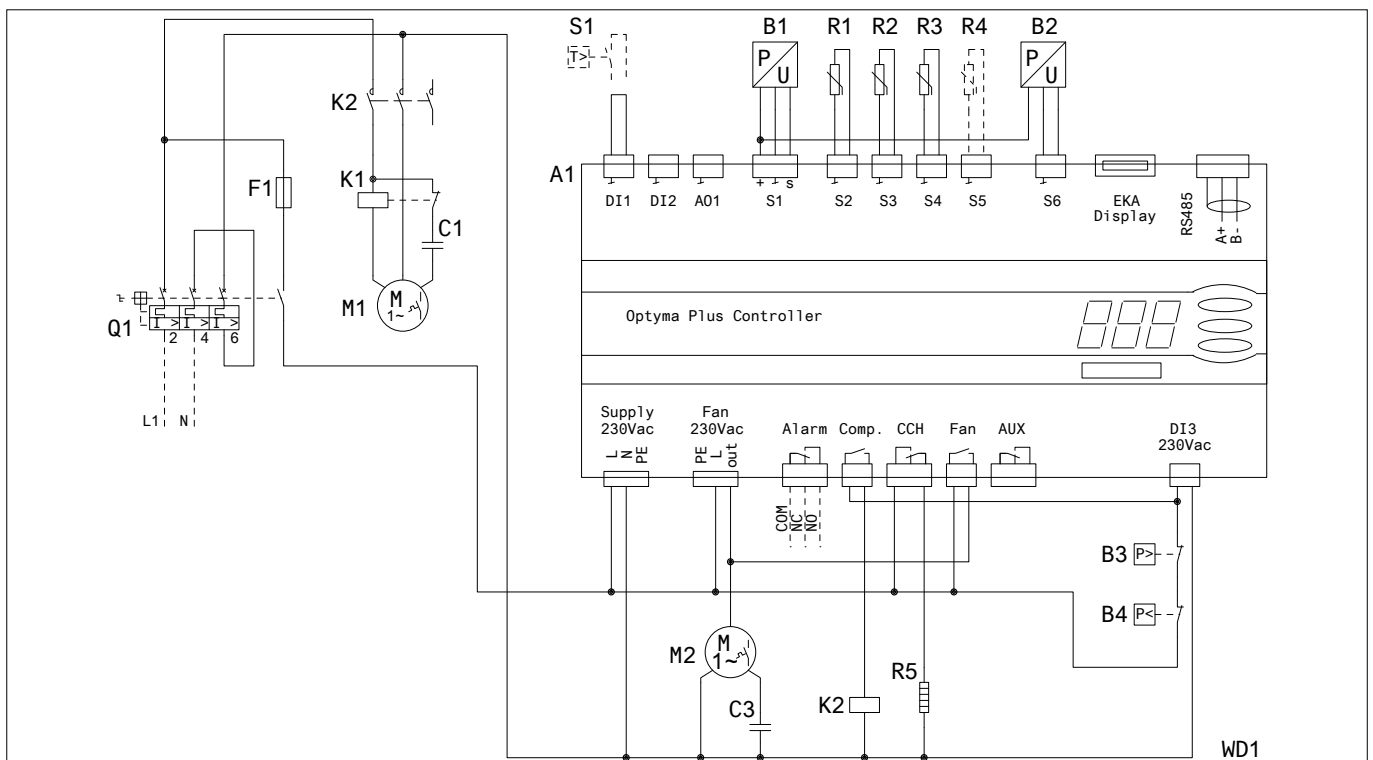 S1 B1 R1 R2 R3 R4 B2
T> P U P U
K2
A1
K1
F1
+ s
DI1 DI2 AO1 S1 S2 S3 S4 S5 S6 EKA
Display
RS485
A+
B-
C1
M1 M
1~
Q1
I > I > I >
2 4 6
Optyma Plus Controller
L1 N
Supply
230Vac
Fan
230Vac
Alarm Comp. CCH Fan AUX
DI3
230Vac
L
N
PE
PE
L
out
COM
NC
NO
B3 P>
B4 P<
M2 M
1~
R5
C3 K2
WD1